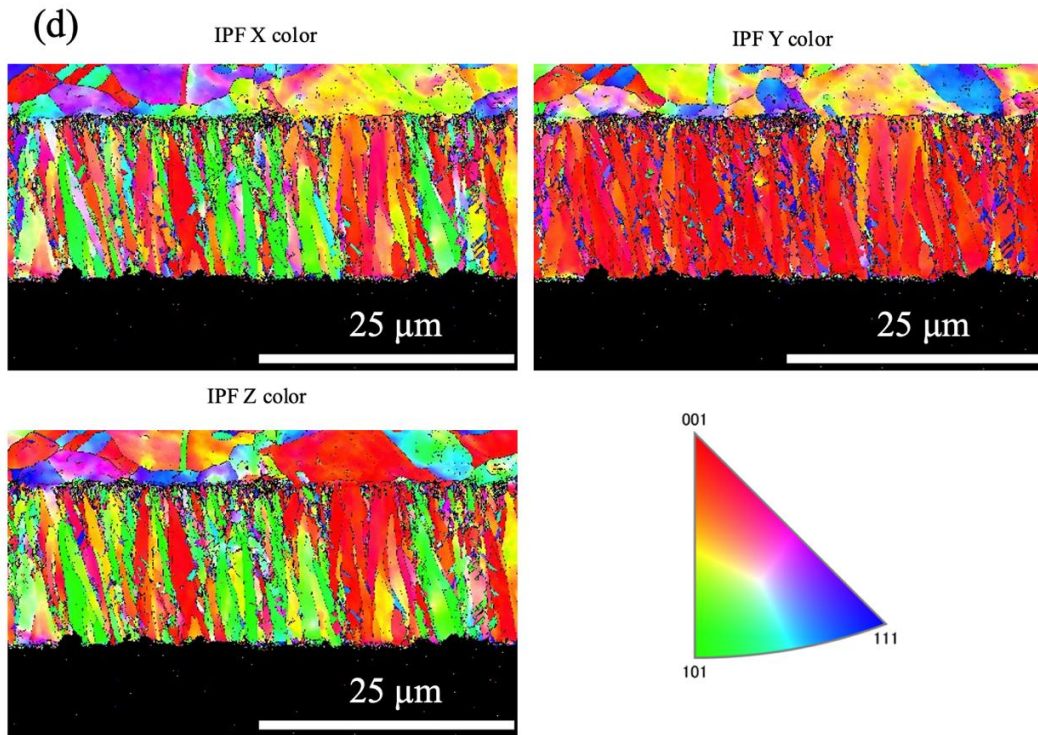 (d)
IPF X color
IPF Y color
25 μm
25 μm
IPF Z color
25 μm
001
101
111